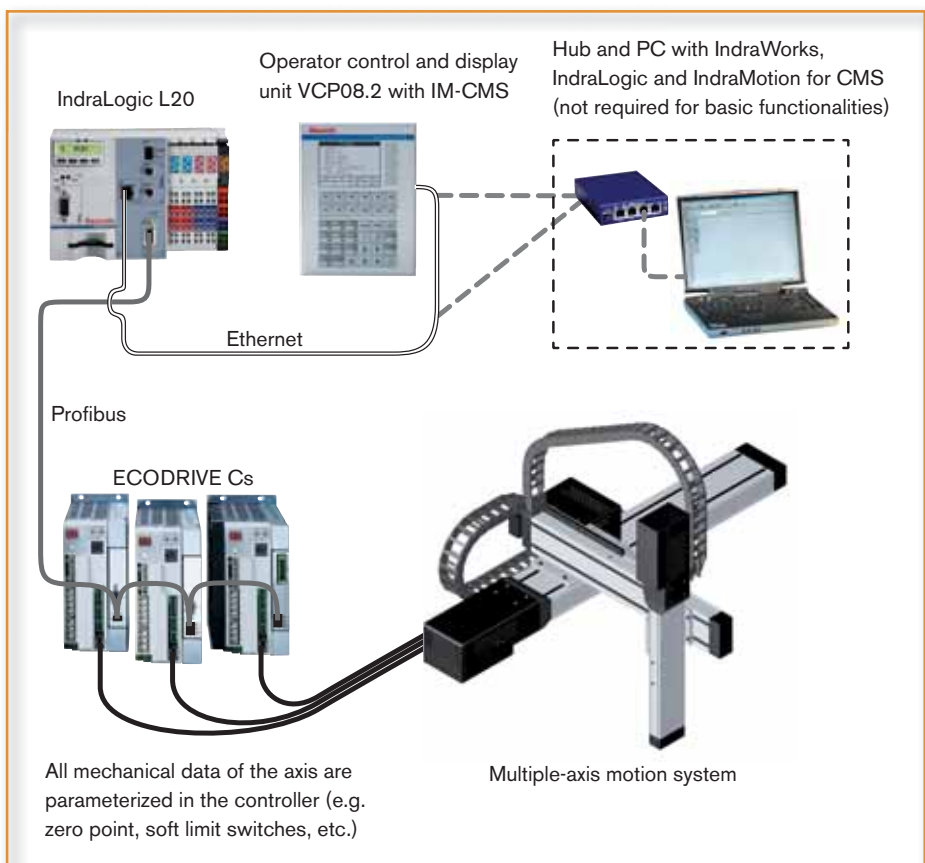 IndraLogic L20
Operator control and display
unit VCP08.2 with IM-CMS
Hub and PC with IndraWorks,
IndraLogic and IndraMotion for CMS
(not required for basic functionalities)
Ethernet
Profibus
ECODRIVE Cs
All mechanical data of the axis are
parameterized in the controller (e.g.
zero point, soft limit switches, etc.)
Multiple-axis motion system